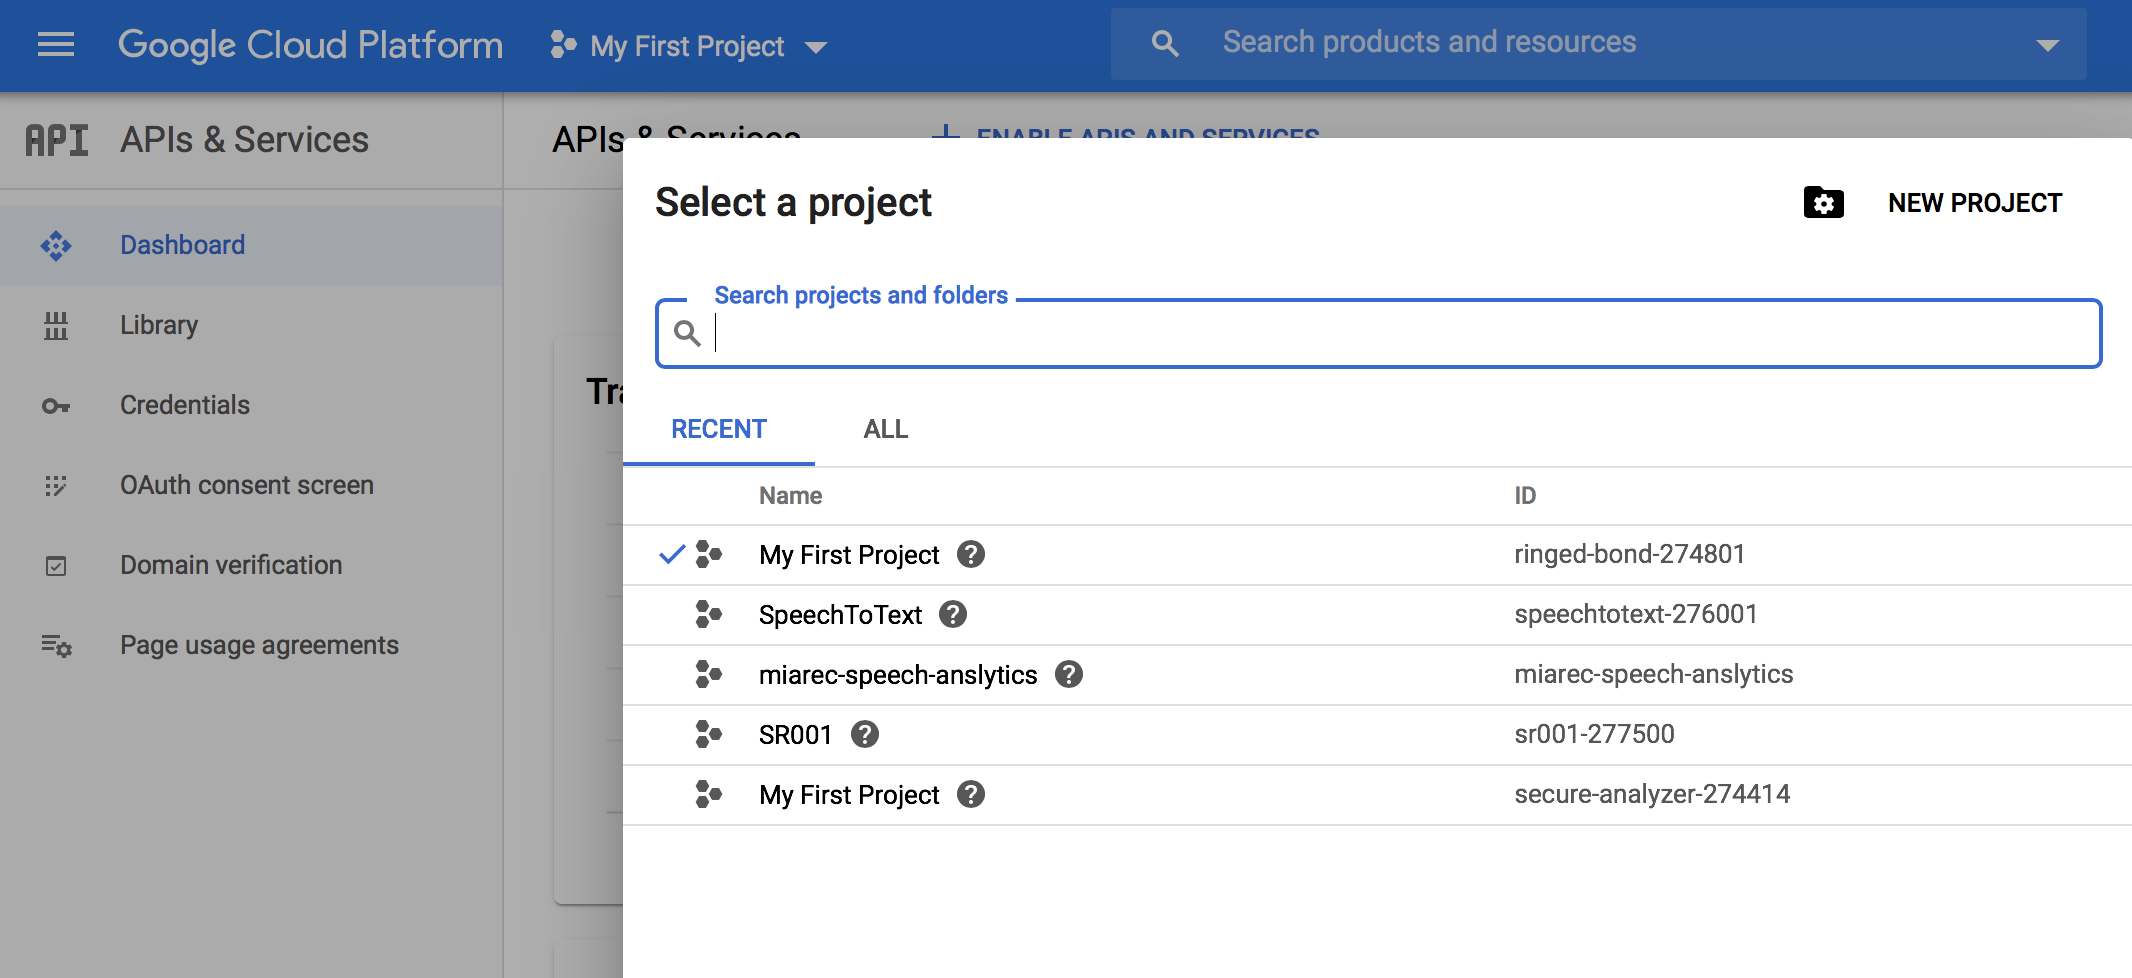 Google Cloud Platform My First Project Search products and resources
API APIs & Services
Dashboard
Library
Credentials
OAuth consent screen
Domain verification
Page usage agreements
APIs & Services ENABLE APIS AND SERVICES
Select a project NEW PROJECT
Search projects and folders
RECENT ALL
Name ID
My First Project ringed-bond-274801
SpeechToText speechtotext-276001
miarec-speech-anslytics miarec-speech-anslytics
SR001 sr001-277500
My First Project secure-analyzer-274414